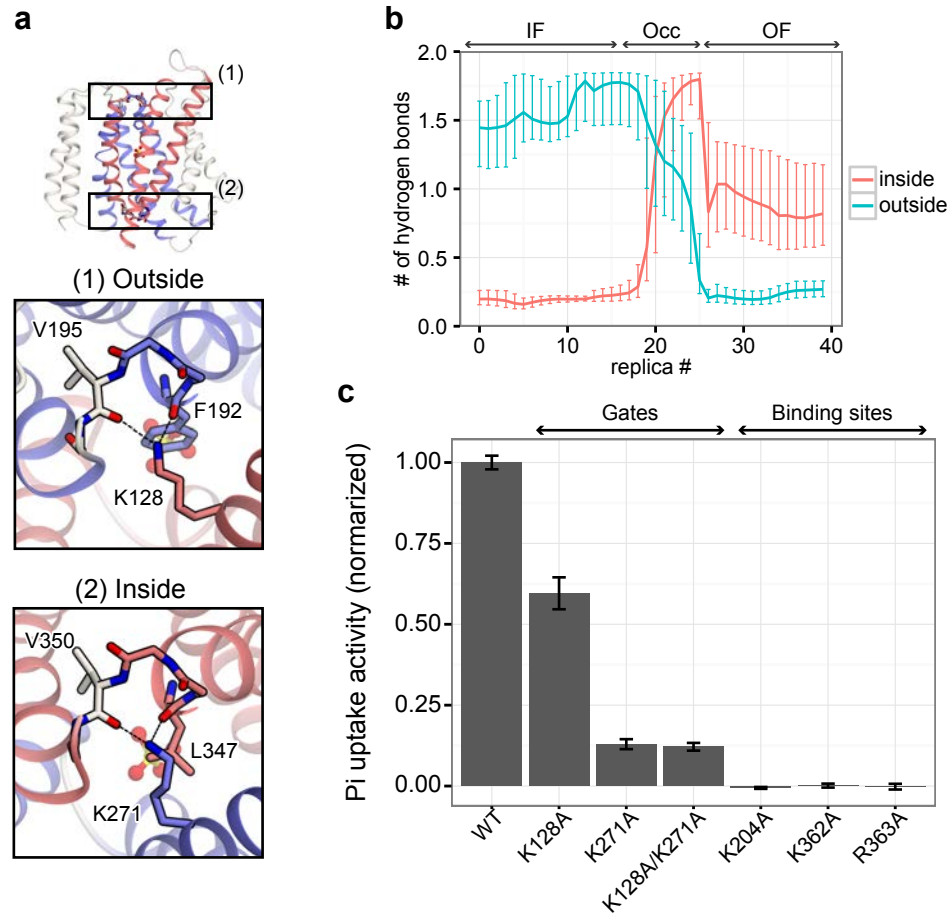 a
(1)
(2)
(1) Outside
V195
F192
K128
(2) Inside
V350
L347
K271
b
IF Occ OF
2.0
1.5
1.0
0.5
0.0
# of hydrogen bonds
0 10 20 30 40
replica #
inside
outside
c
Gates Binding sites
1.00
0.75
0.50
0.25
0.00
Pi uptake activity (normarized)
WT K128A K271A K128A/K271A K204A K362A R363A